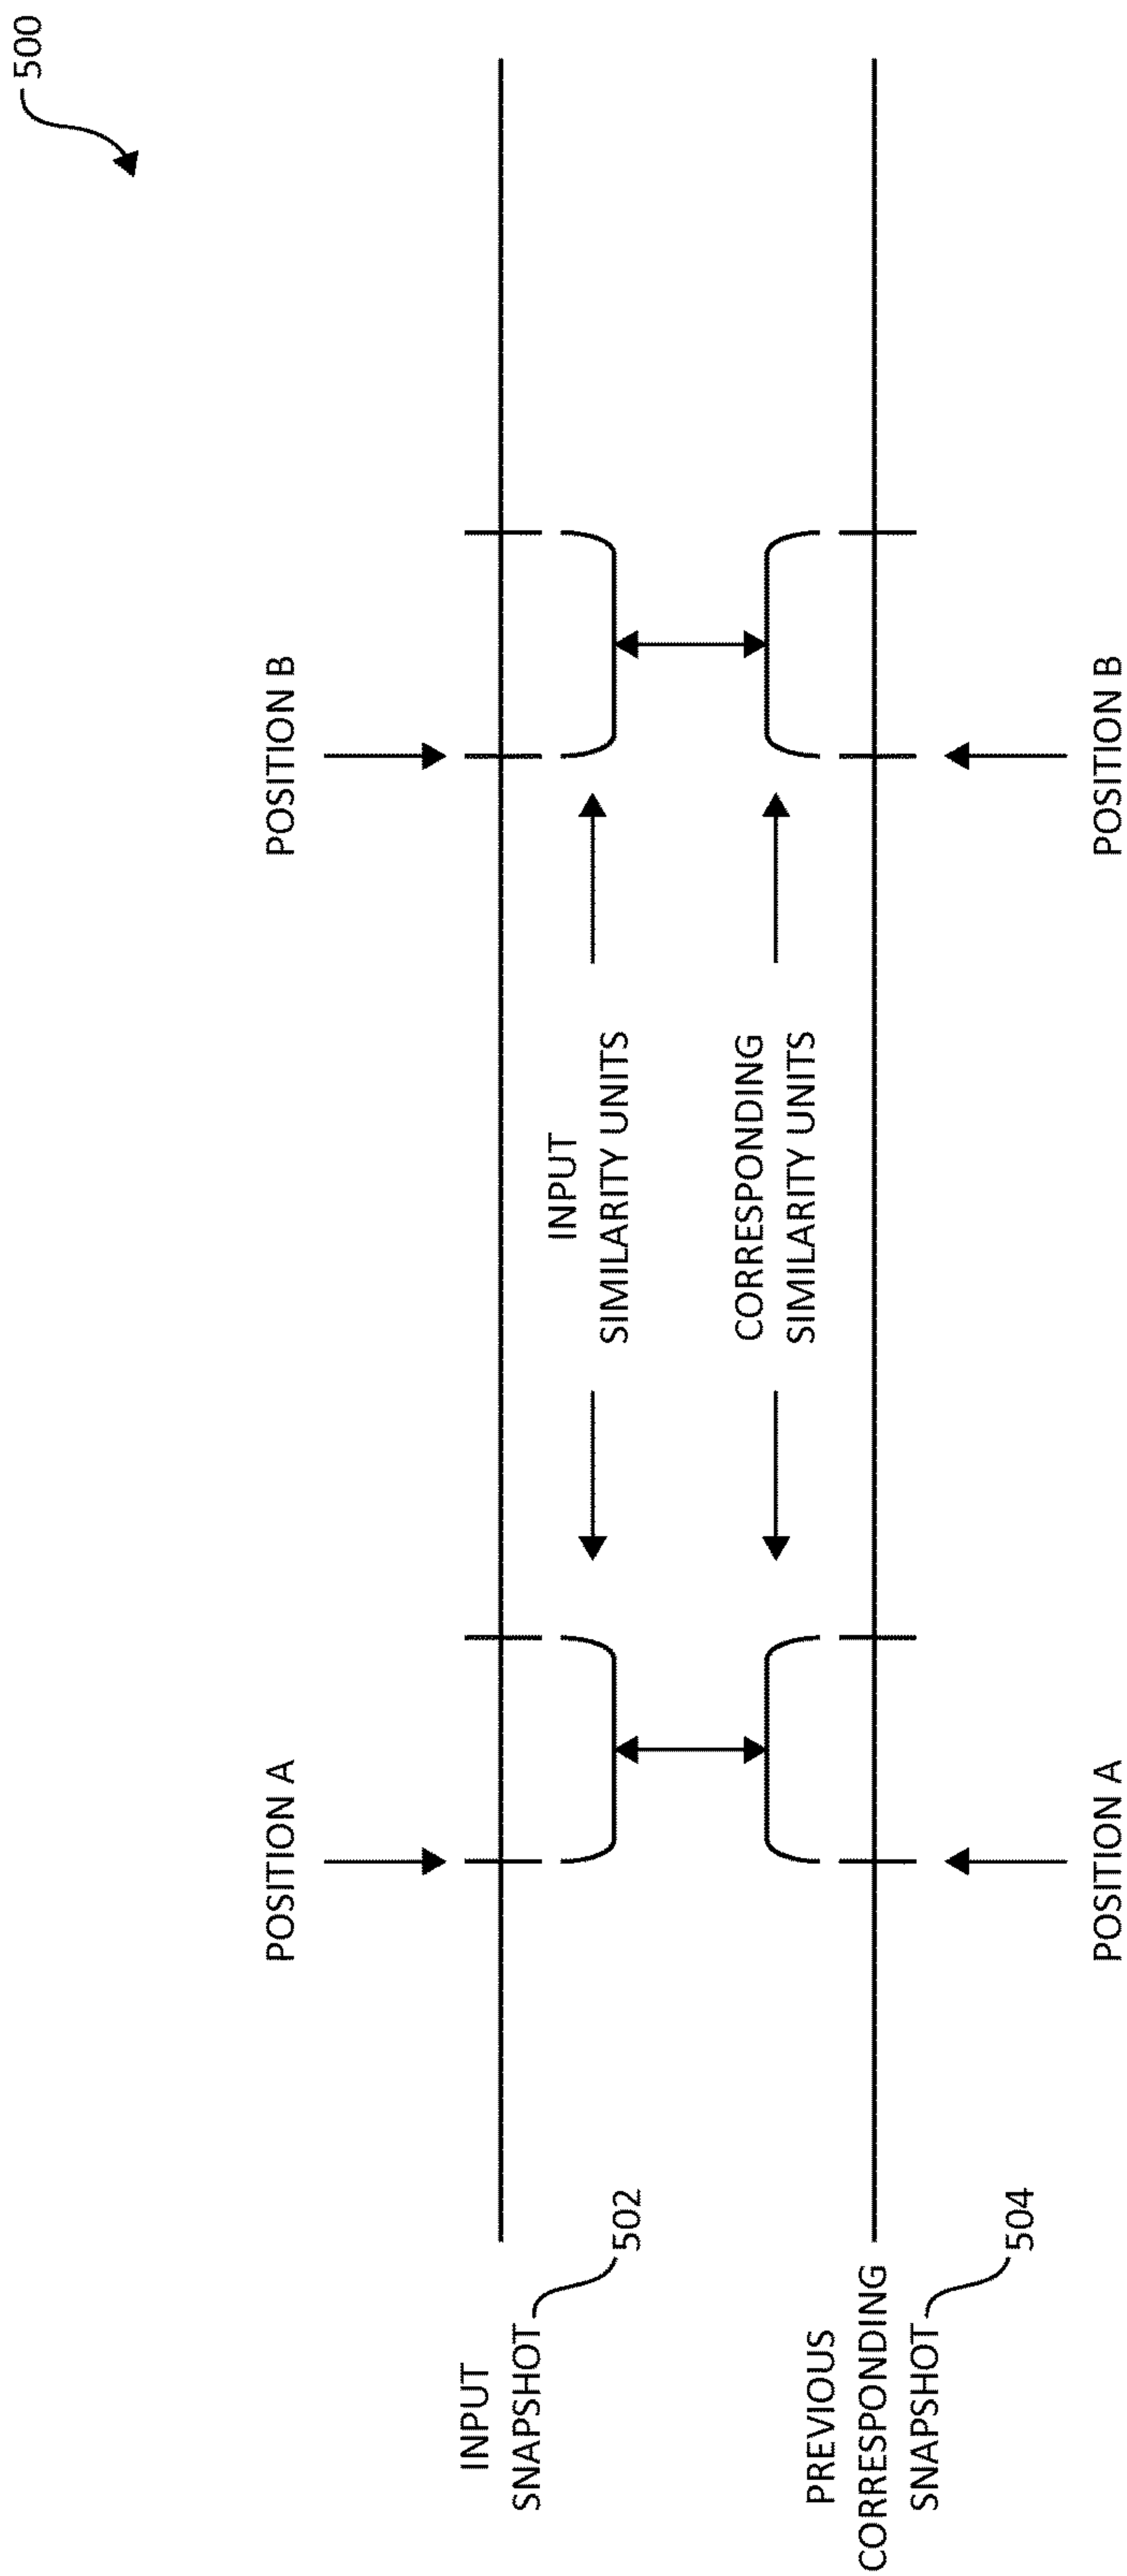 500
POSITION A
POSITION B
INPUT
SNAPSHOT
502
INPUT
SIMILARITY UNITS
CORRESPONDING
SIMILARITY UNITS
PREVIOUS
CORRESPONDING
SNAPSHOT
504
POSITION A
POSITION B